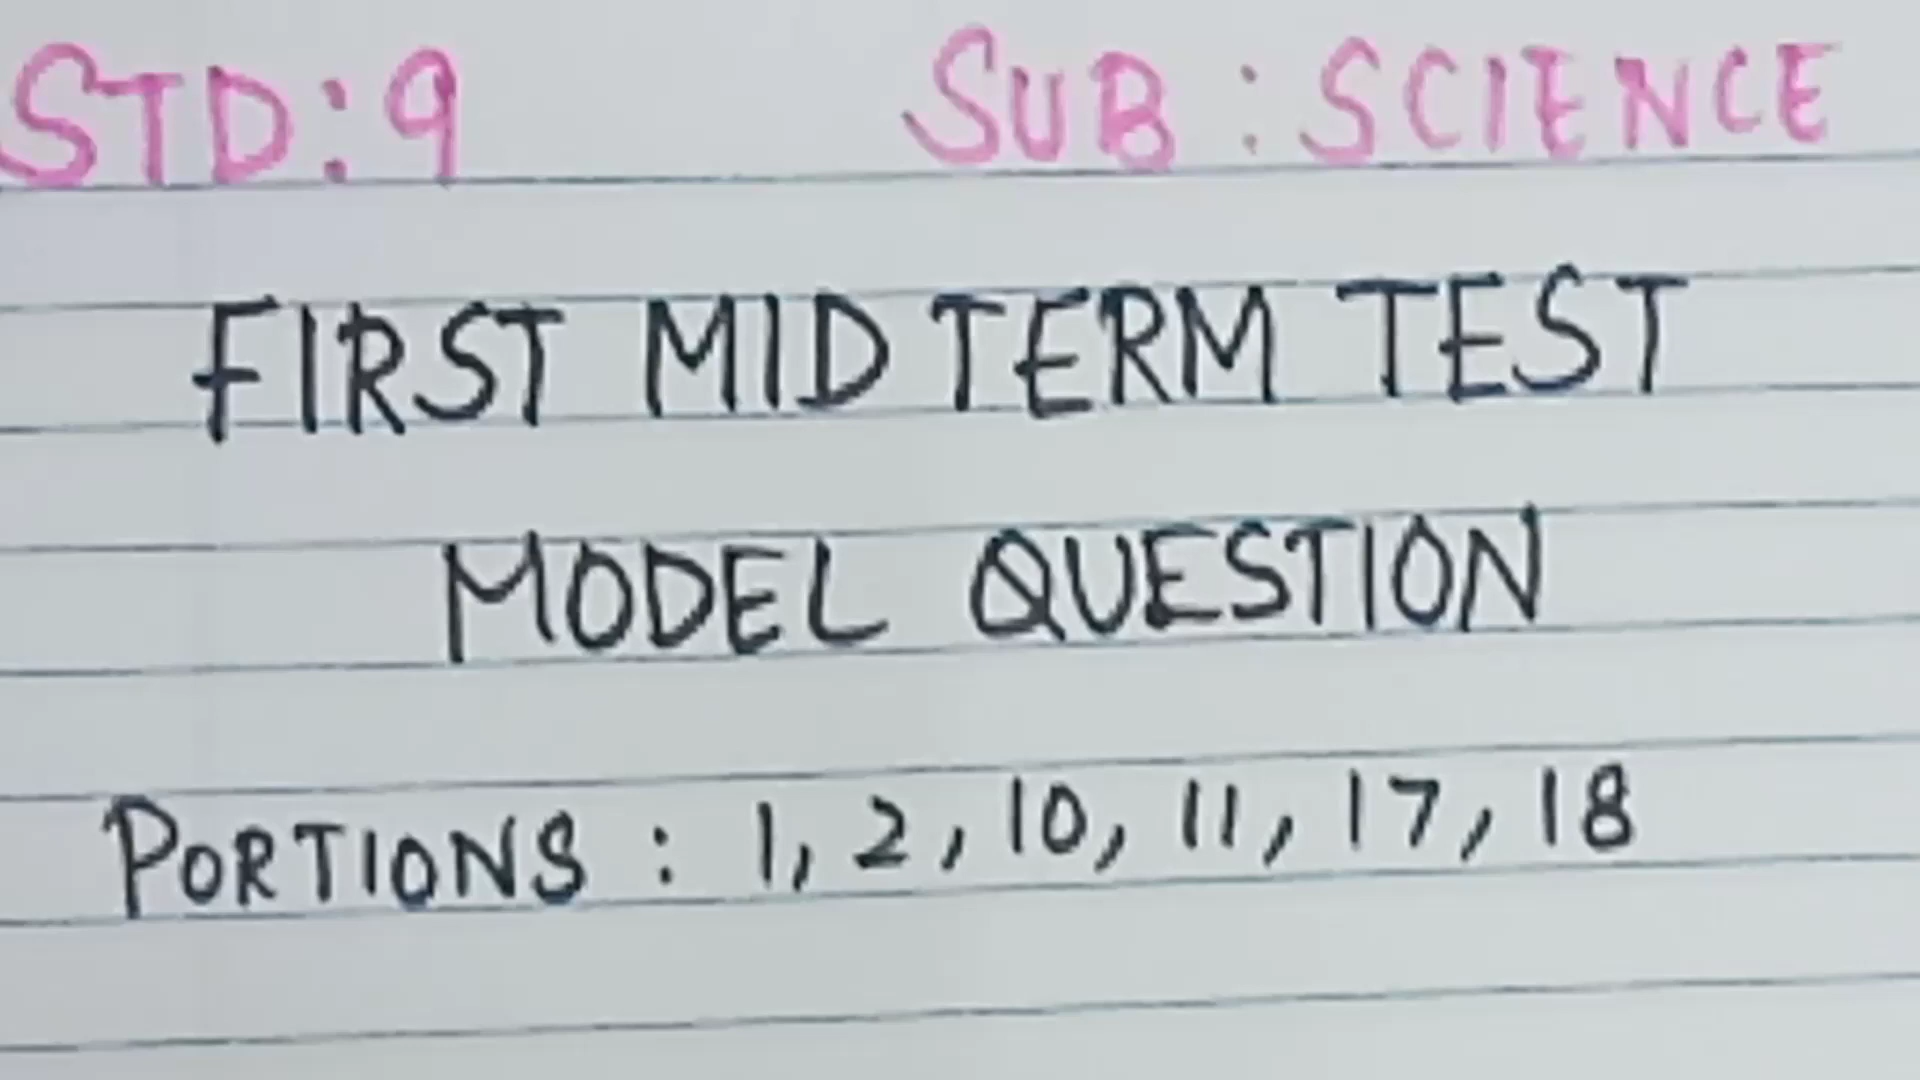 STD: 9 SUB : SCIENCE
FIRST MID TERM TEST
MODEL QUESTION
PORTIONS : 1, 2, 10, 11, 17, 18